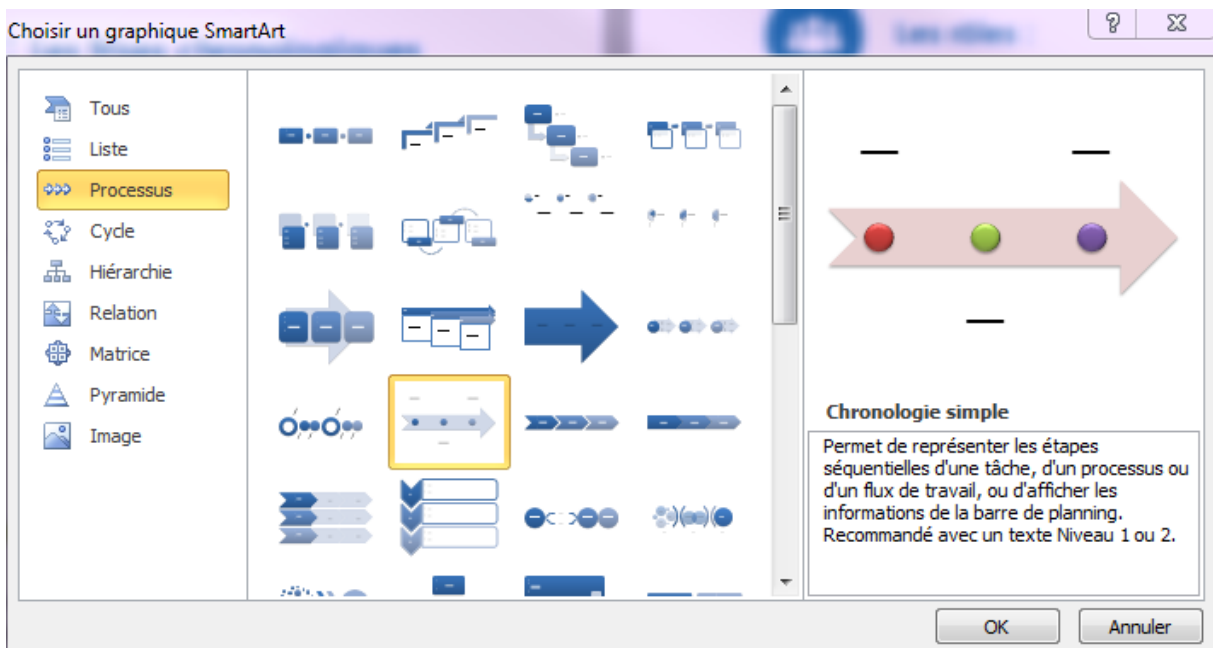 Choisir un graphique SmartArt
Les rôles :
Tous
Liste
Processus
Cycle
Hiérarchie
Relation
Matrice
Pyramide
Image
Chronologie simple
Permet de représenter les étapes
séquentielles d'une tâche, d'un processus ou
d'un flux de travail, ou d'afficher les
informations de la barre de planning.
Recommandé avec un texte Niveau 1 ou 2.
OK
Annuler